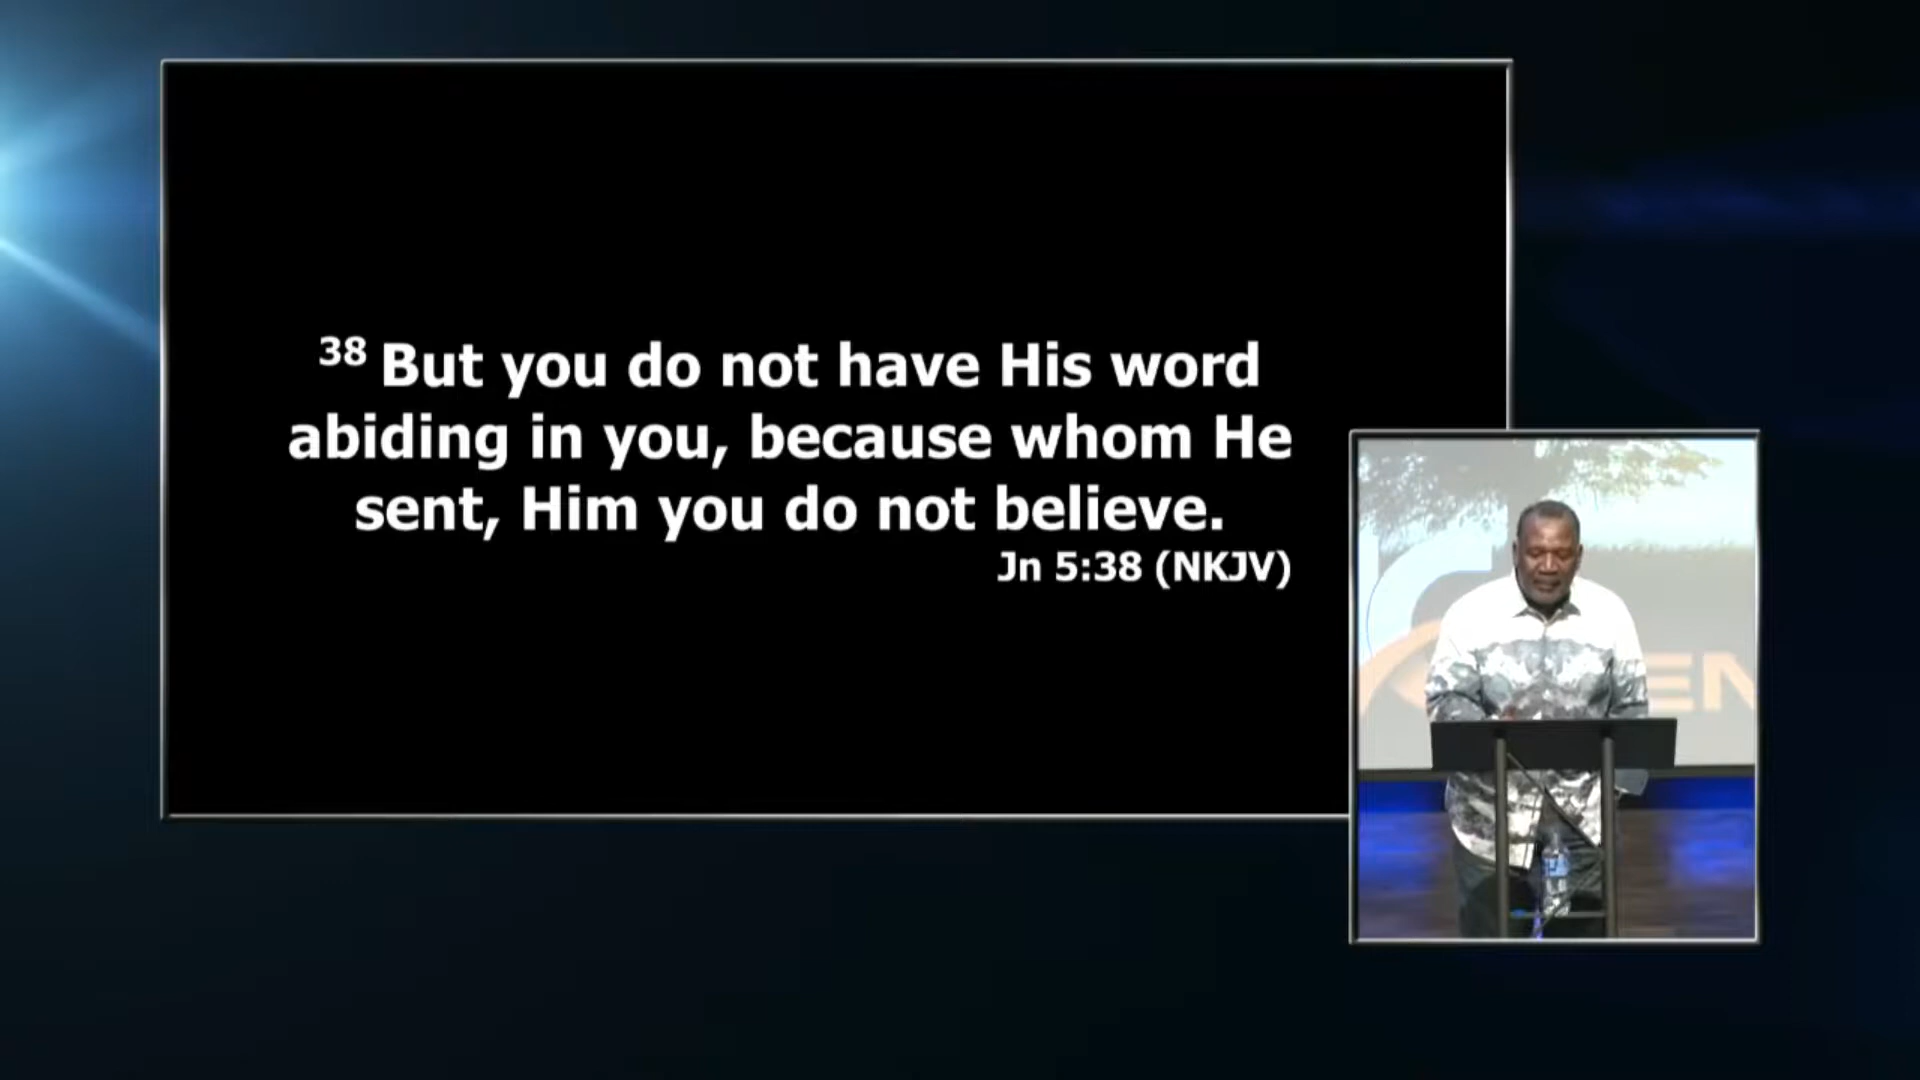 38 But you do not have His word
abiding in you, because whom He
sent, Him you do not believe.
Jn 5:38 (NKJV)
EN